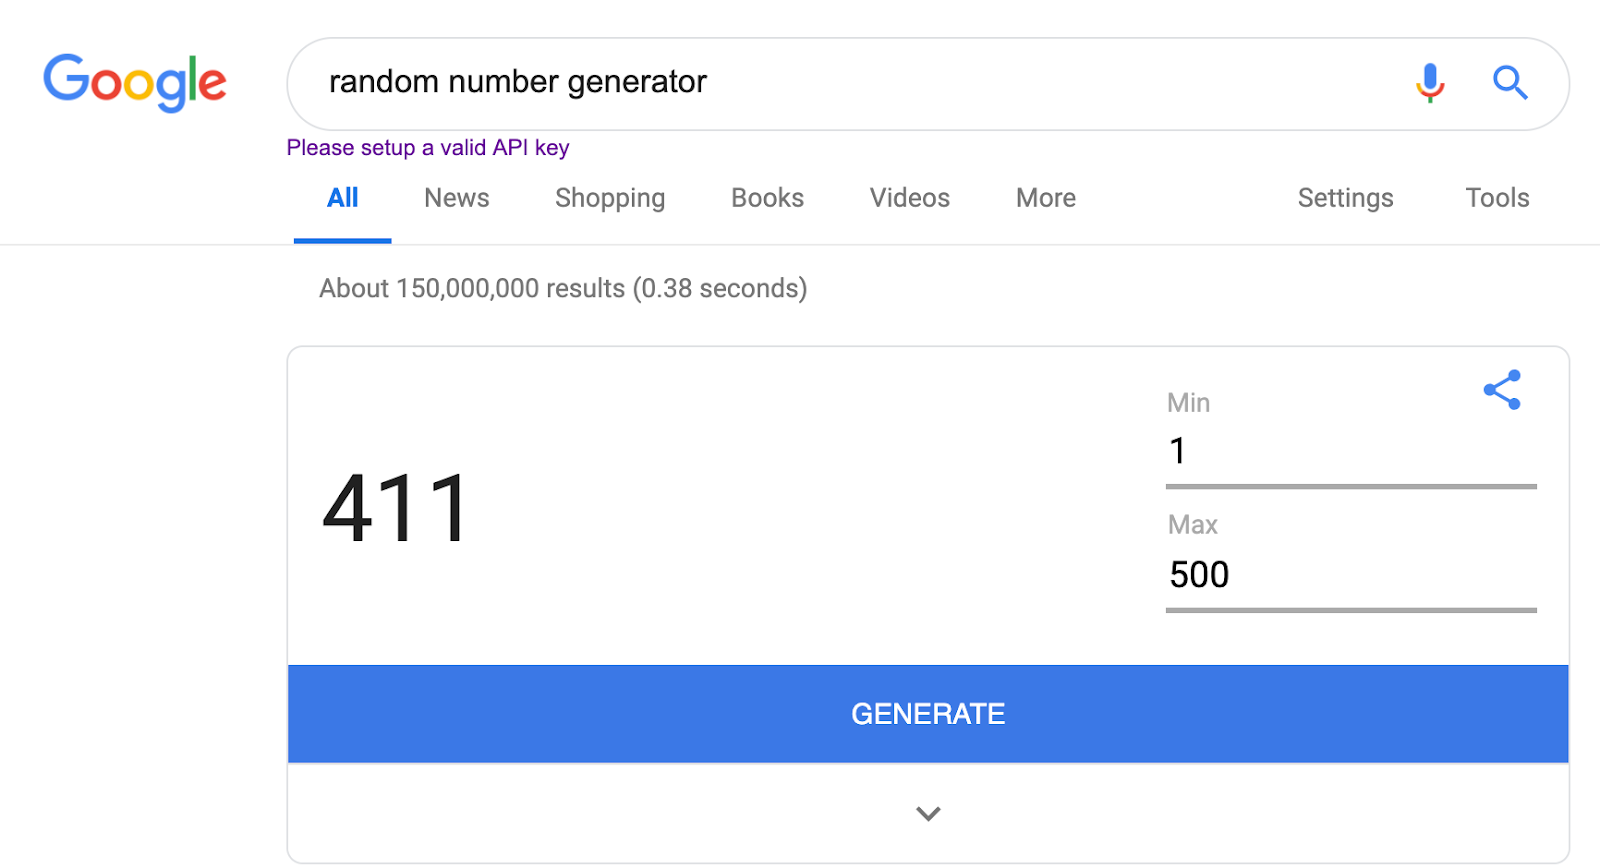 Google random number generator
Please setup a valid API key
All News Shopping Books Videos More Settings Tools
About 150,000,000 results (0.38 seconds)
Min
1
411
Max
500
GENERATE